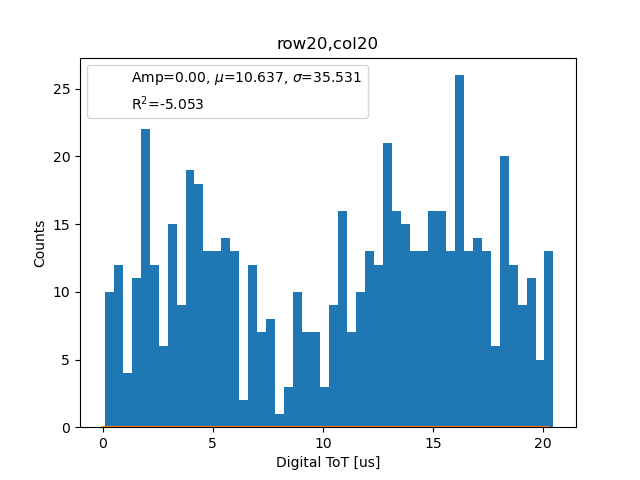 row20,col20
Amp=0.00, μ=10.637, σ=35.531
R²=-5.053
Counts
25
20
15
10
5
0
0 5 10 15 20
Digital ToT [us]